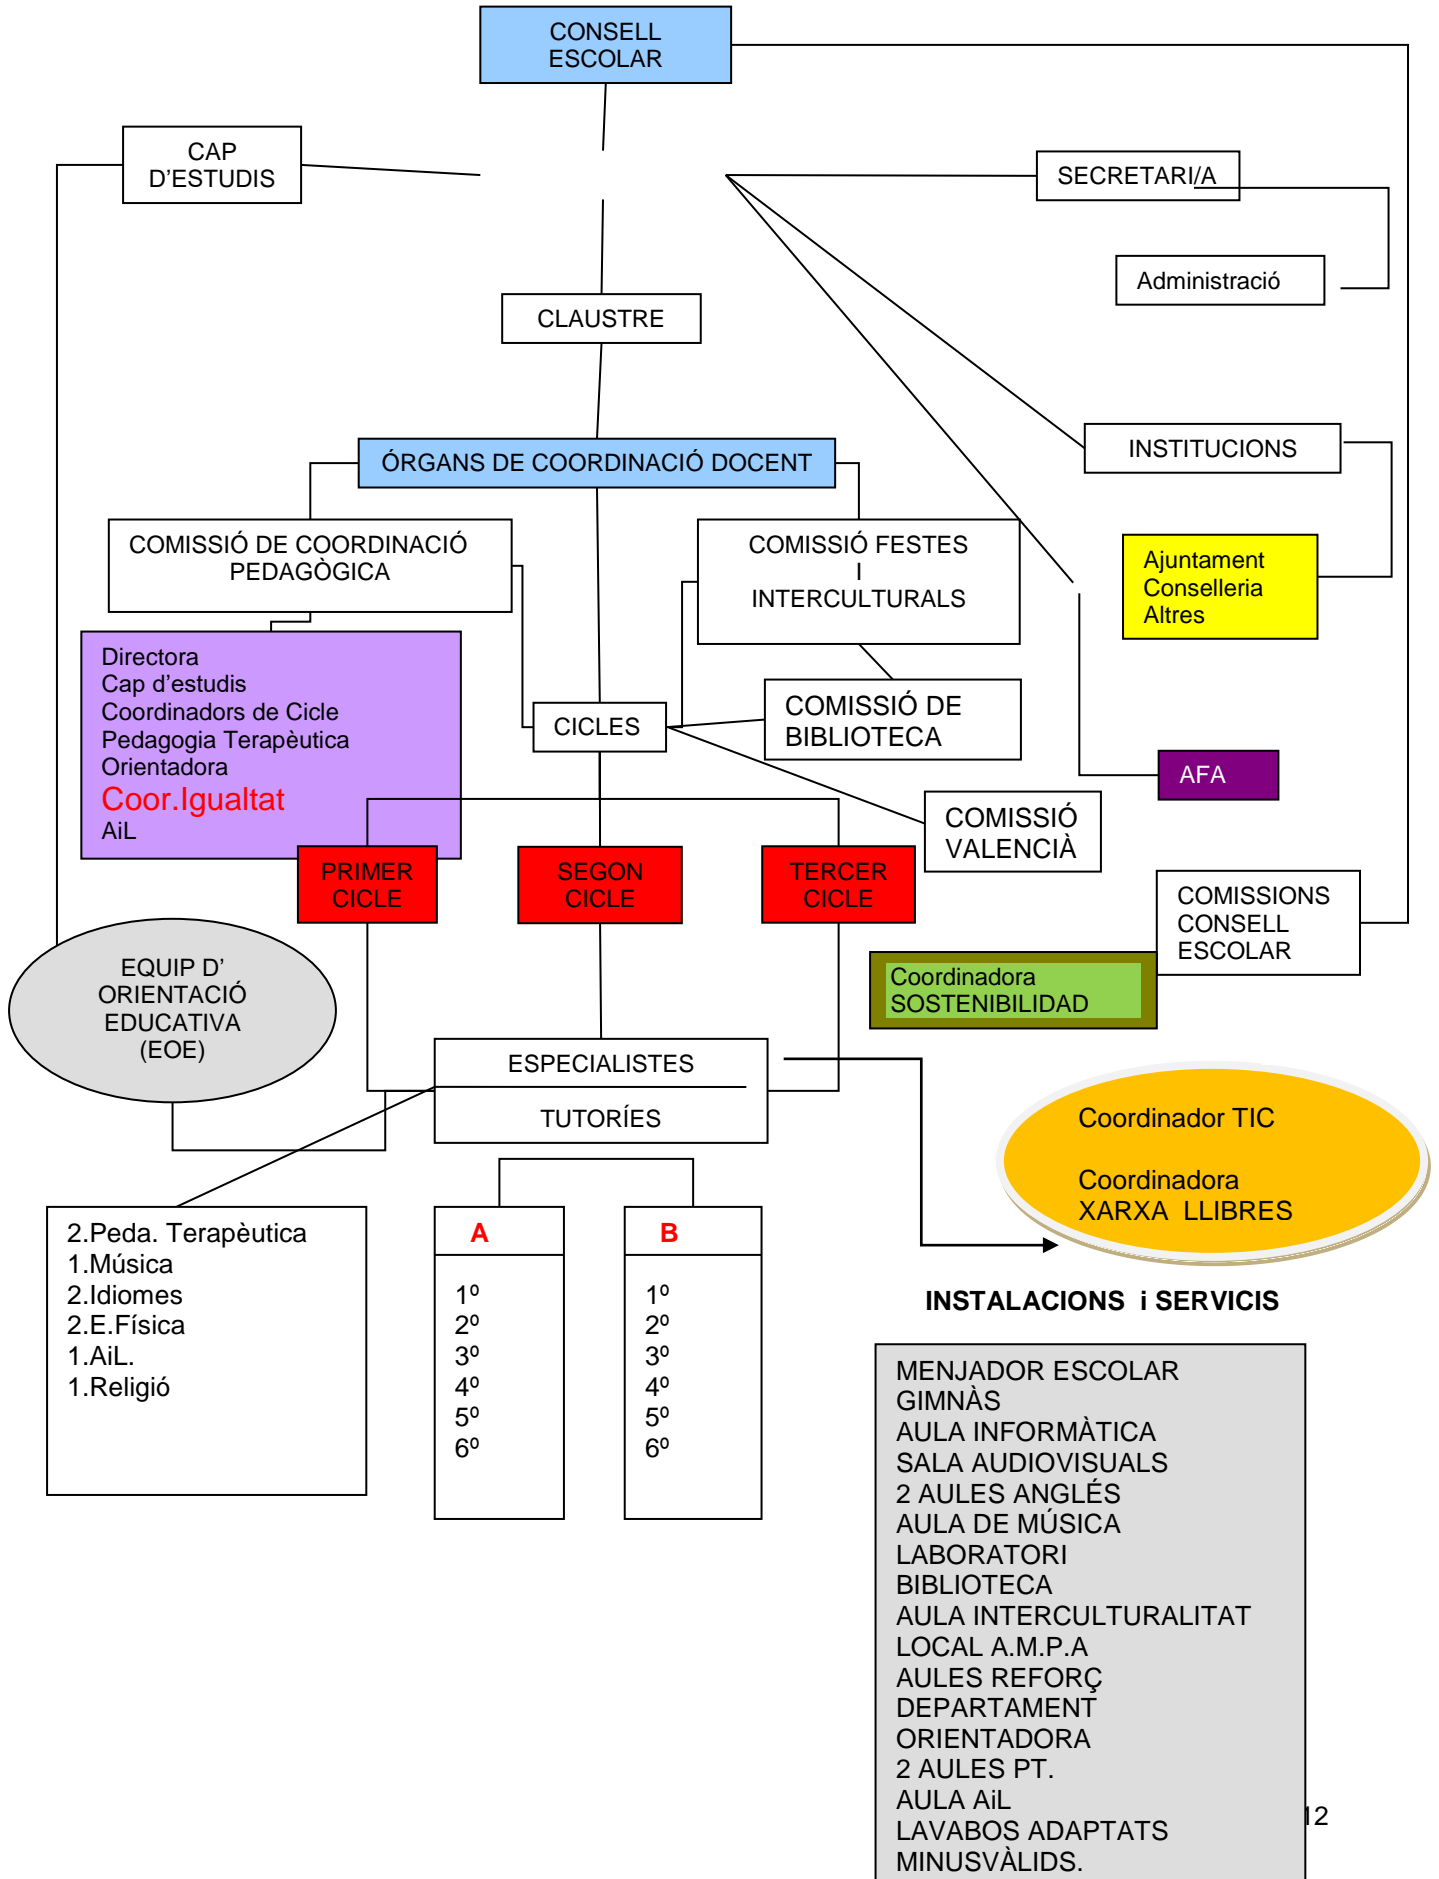 CONSELL
ESCOLAR
CAP
D'ESTUDIS
SECRETARI/A
Administració
CLAUSTRE
INSTITUCIONS
ÓRGANS DE COORDINACIÓ DOCENT
COMISSIÓ DE COORDINACIÓ
PEDAGÒGICA
COMISSIÓ FESTES
I
INTERCULTURALS
Ajuntament
Conselleria
Altres
Directora
Cap d'estudis
Coordinadors de Cicle
Pedagogia Terapèutica
Orientadora
Coor.Igualtat
AiL
CICLES
COMISSIÓ DE
BIBLIOTECA
AFA
COMISSIÓ
VALENCIÀ
PRIMER
CICLE
SEGON
CICLE
TERCER
CICLE
COMISSIONS
CONSELL
ESCOLAR
Coordinadora
SOSTENIBILIDAD
EQUIP D'
ORIENTACIÓ
EDUCATIVA
(EOE)
ESPECIALISTES
TUTORÍES
Coordinador TIC
Coordinadora
XARXA LLIBRES
2.Peda. Terapèutica
1.Música
2.Idiomes
2.E.Física
1.AiL.
1.Religió
A
1º
2º
3º
4º
5º
6º
B
1º
2º
3º
4º
5º
6º
INSTALACIONS i SERVICIS
MENJADOR ESCOLAR
GIMNÀS
AULA INFORMÀTICA
SALA AUDIOVISUALS
2 AULES ANGLÉS
AULA DE MÚSICA
LABORATORI
BIBLIOTECA
AULA INTERCULTURALITAT
LOCAL A.M.P.A
AULES REFORÇ
DEPARTAMENT
ORIENTADORA
2 AULES PT.
AULA AiL
LAVABOS ADAPTATS
MINUSVÀLIDS.
12